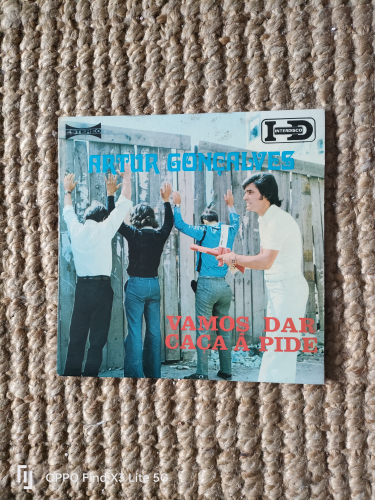 STEREO
INTERDISCO
ARTUR GONÇALVES
VAMOS DAR
CAÇA À PIDE
OPPO Find X3 Lite 5G